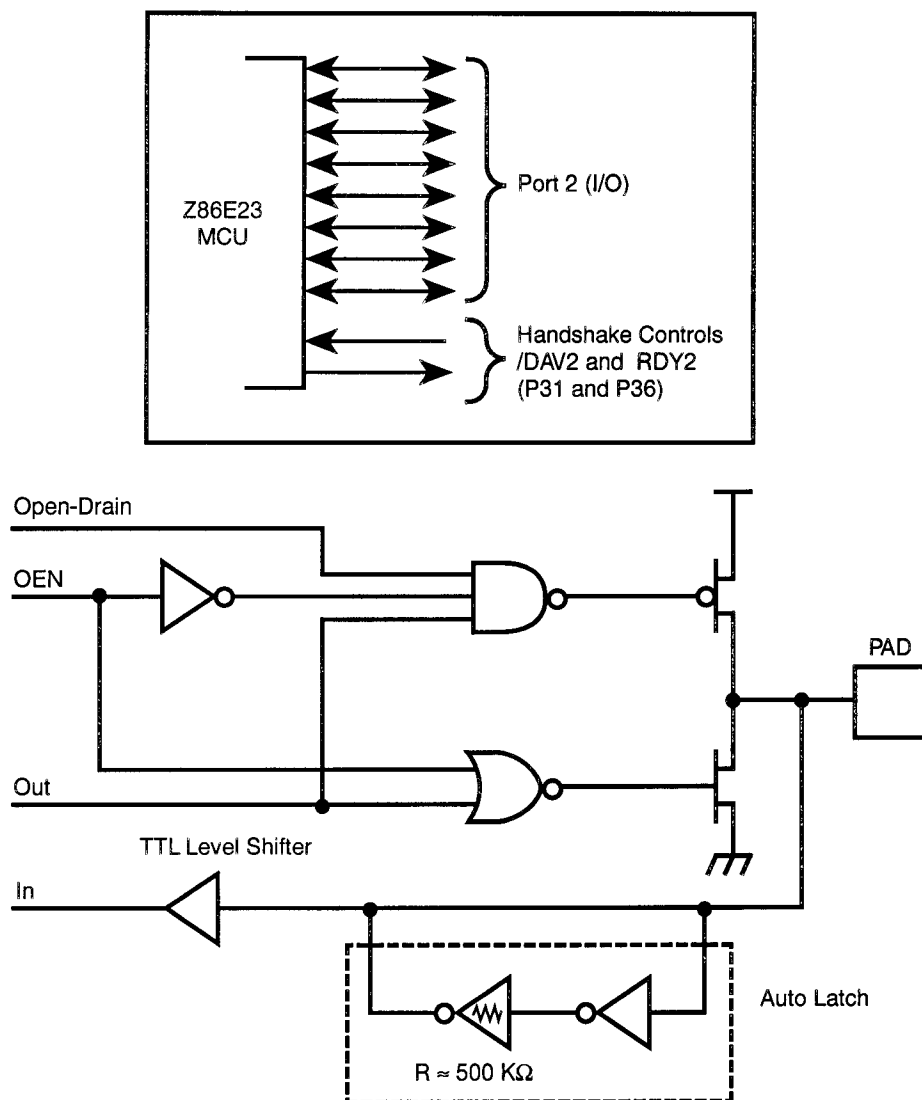 Z86E23
MCU
Port 2 (I/O)
Handshake Controls
/DAV2 and RDY2
(P31 and P36)
Open-Drain
OEN
PAD
Out
TTL Level Shifter
In
Auto Latch
R ≈ 500 KΩ